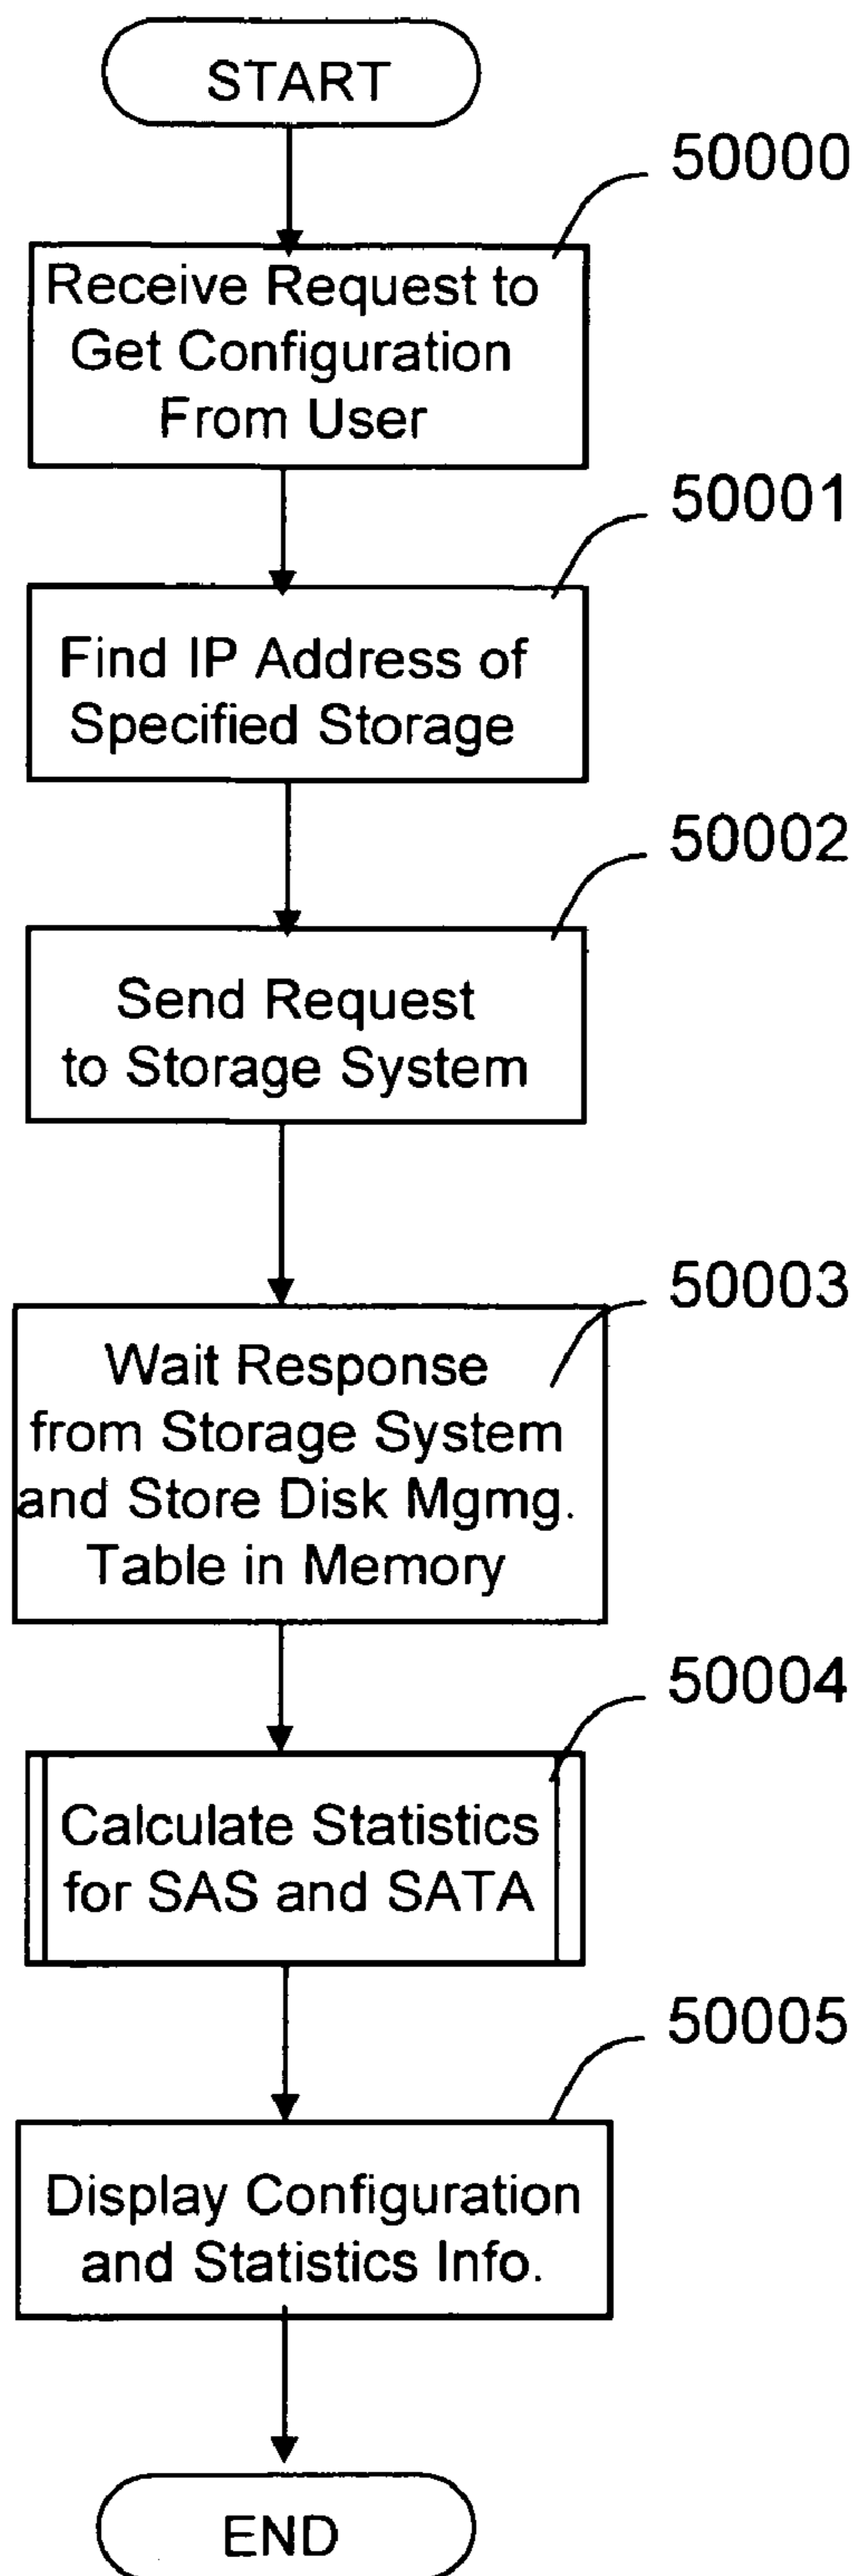 START
50000
Receive Request to
Get Configuration
From User
50001
Find IP Address of
Specified Storage
50002
Send Request
to Storage System
50003
Wait Response
from Storage System
and Store Disk Mgmg.
Table in Memory
50004
Calculate Statistics
for SAS and SATA
50005
Display Configuration
and Statistics Info.
END